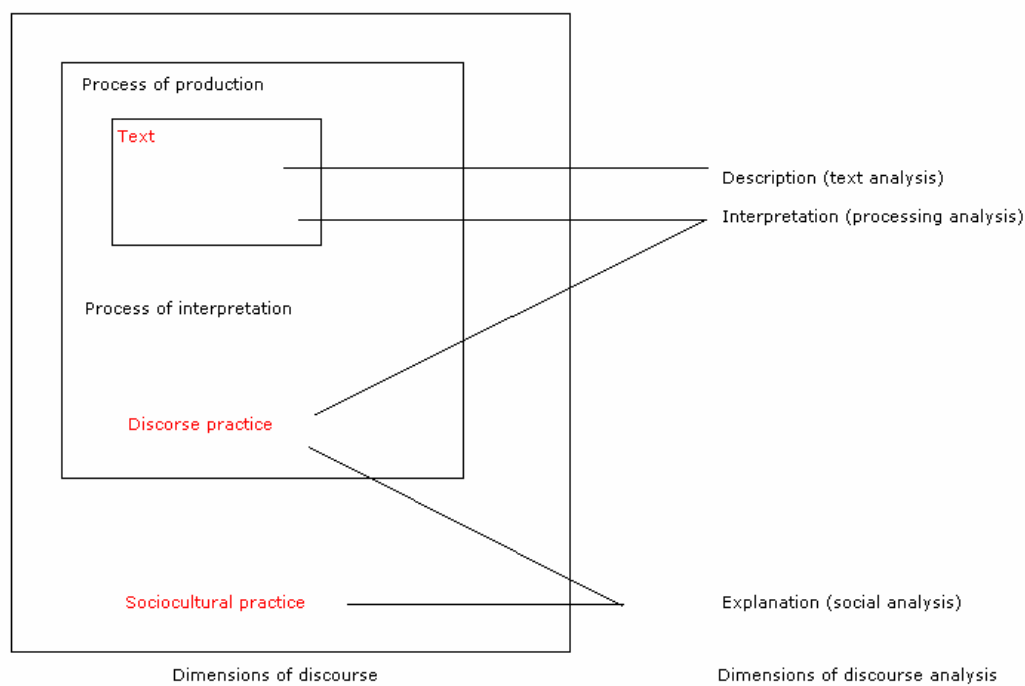 Process of production
Text
Description (text analysis)
Interpretation (processing analysis)
Process of interpretation
Discorse practice
Sociocultural practice
Explanation (social analysis)
Dimensions of discourse
Dimensions of discourse analysis